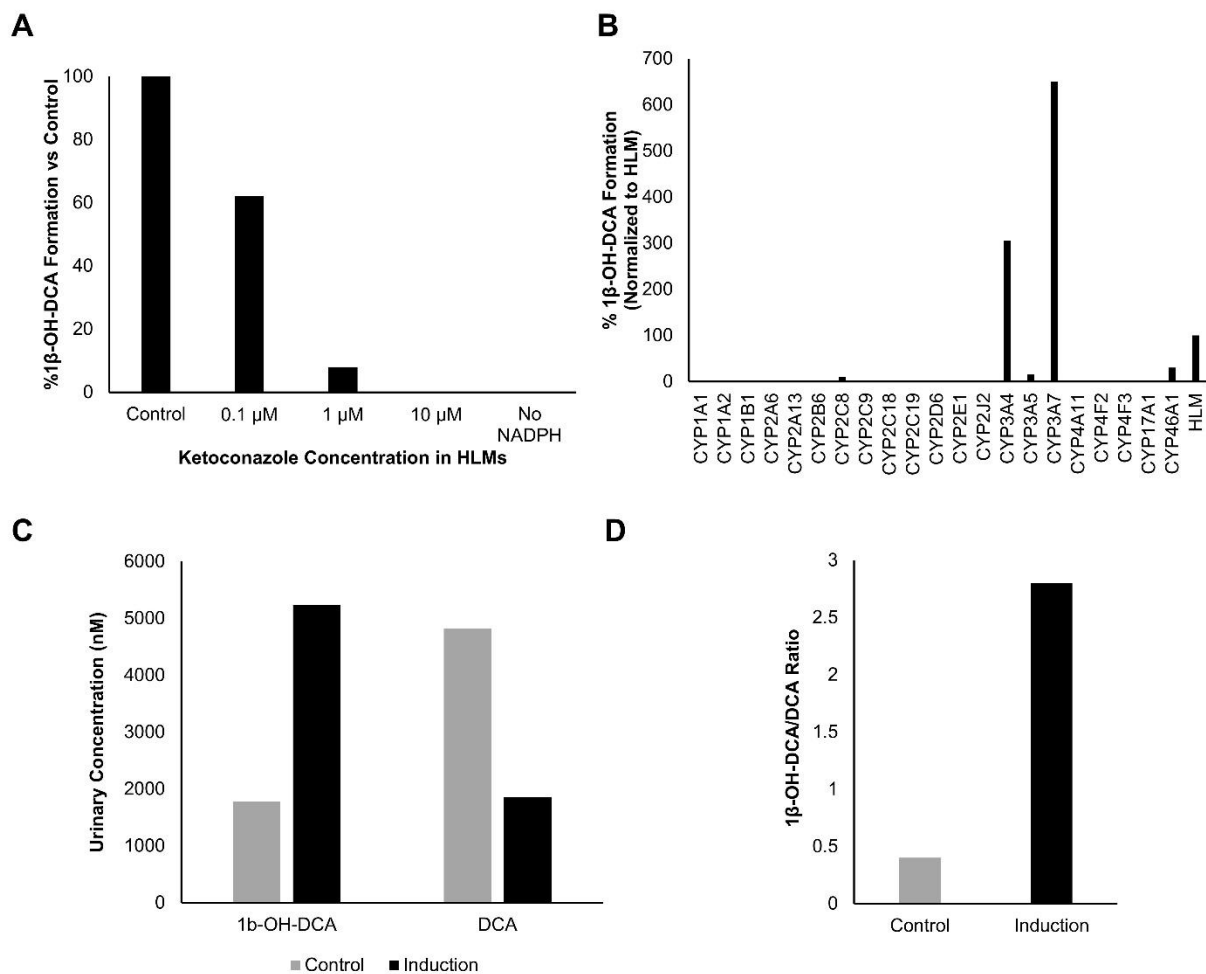 A
%1β-OH-DCA Formation vs Control
100
80
60
40
20
0
Control
0.1 µM
1 µM
10 µM
No
NADPH
Ketoconazole Concentration in HLMs
B
% 1β-OH-DCA Formation
(Normalized to HLM)
700
600
500
400
300
200
100
0
CYP1A1
CYP1A2
CYP1B1
CYP2A6
CYP2A13
CYP2B6
CYP2C8
CYP2C9
CYP2C18
CYP2C19
CYP2D6
CYP2E1
CYP2J2
CYP3A4
CYP3A5
CYP3A7
CYP4A11
CYP4F2
CYP4F3
CYP17A1
CYP46A1
HLM
C
Urinary Concentration (nM)
6000
5000
4000
3000
2000
1000
0
1b-OH-DCA
DCA
Control
Induction
D
1β-OH-DCA/DCA Ratio
3
2.5
2
1.5
1
0.5
0
Control
Induction